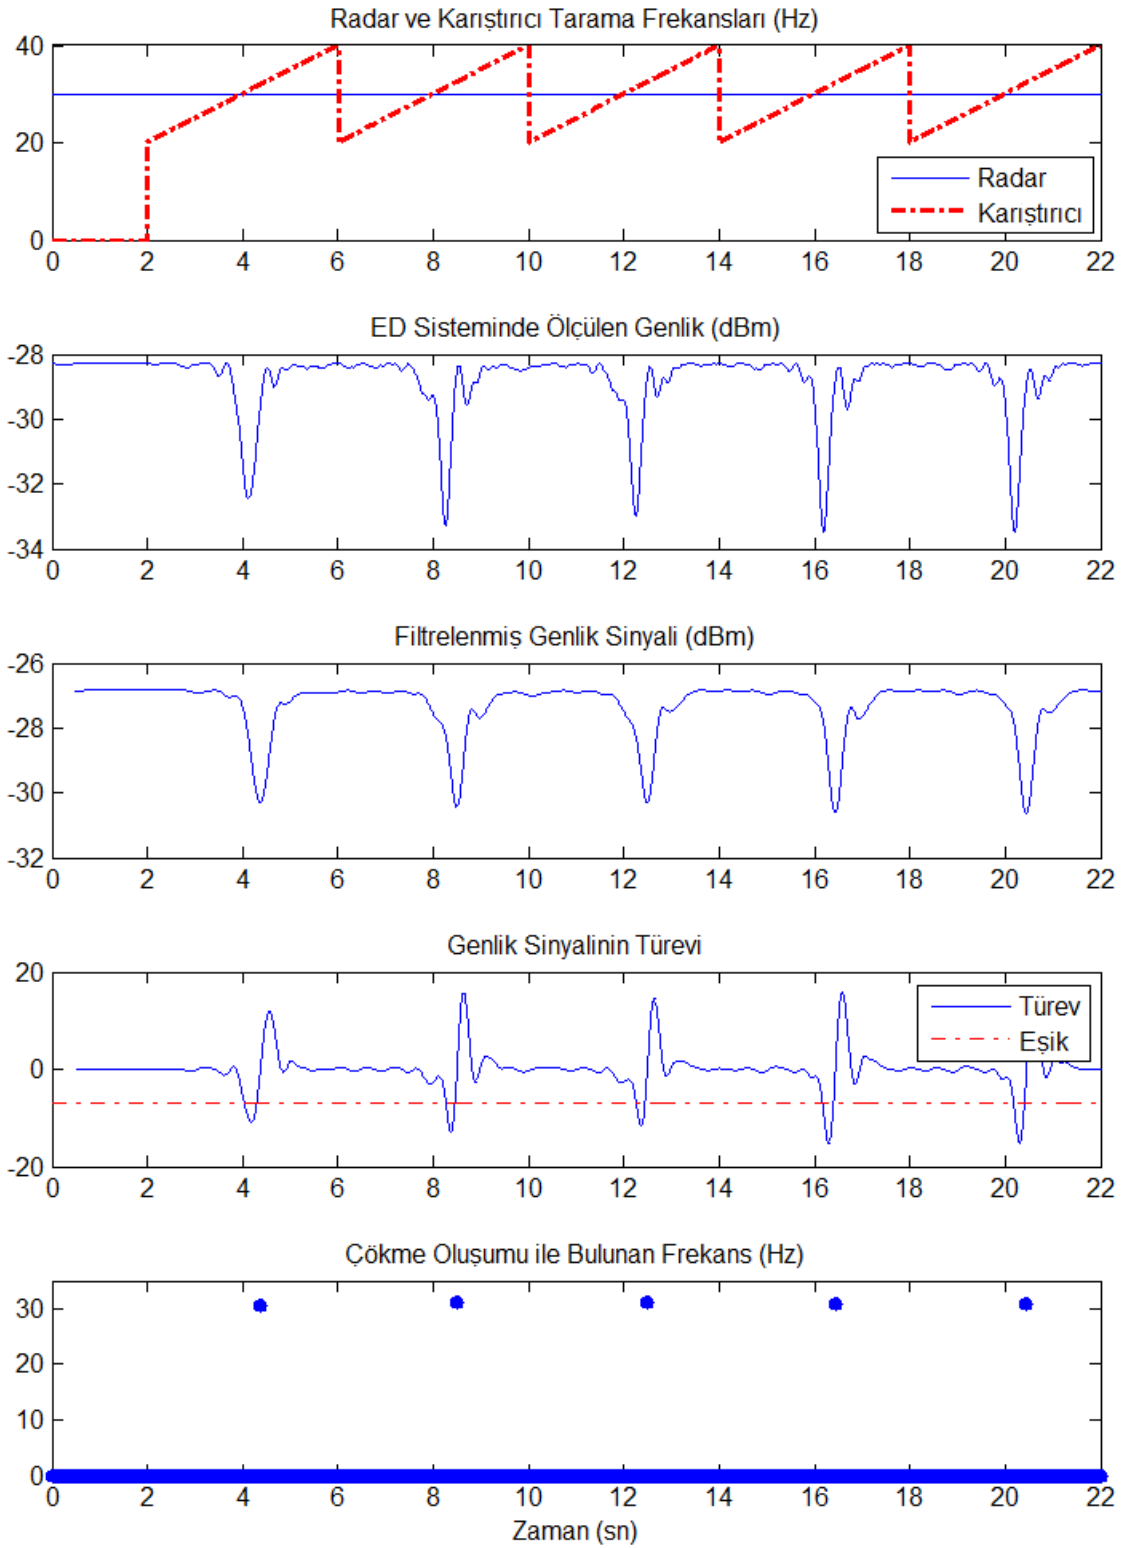 Radar ve Karıştırıcı Tarama Frekansları (Hz)
40
20
0
Radar
Karıştırıcı
0 2 4 6 8 10 12 14 16 18 20 22
ED Sisteminde Ölçülen Genlik (dBm)
-28
-30
-32
-34
0 2 4 6 8 10 12 14 16 18 20 22
Filtrelenmiş Genlik Sinyali (dBm)
-26
-28
-30
-32
0 2 4 6 8 10 12 14 16 18 20 22
Genlik Sinyalinin Türevi
20
0
-20
Türev
Eşik
0 2 4 6 8 10 12 14 16 18 20 22
Çökme Oluşumu ile Bulunan Frekans (Hz)
30
20
10
0
0 2 4 6 8 10 12 14 16 18 20 22
Zaman (sn)